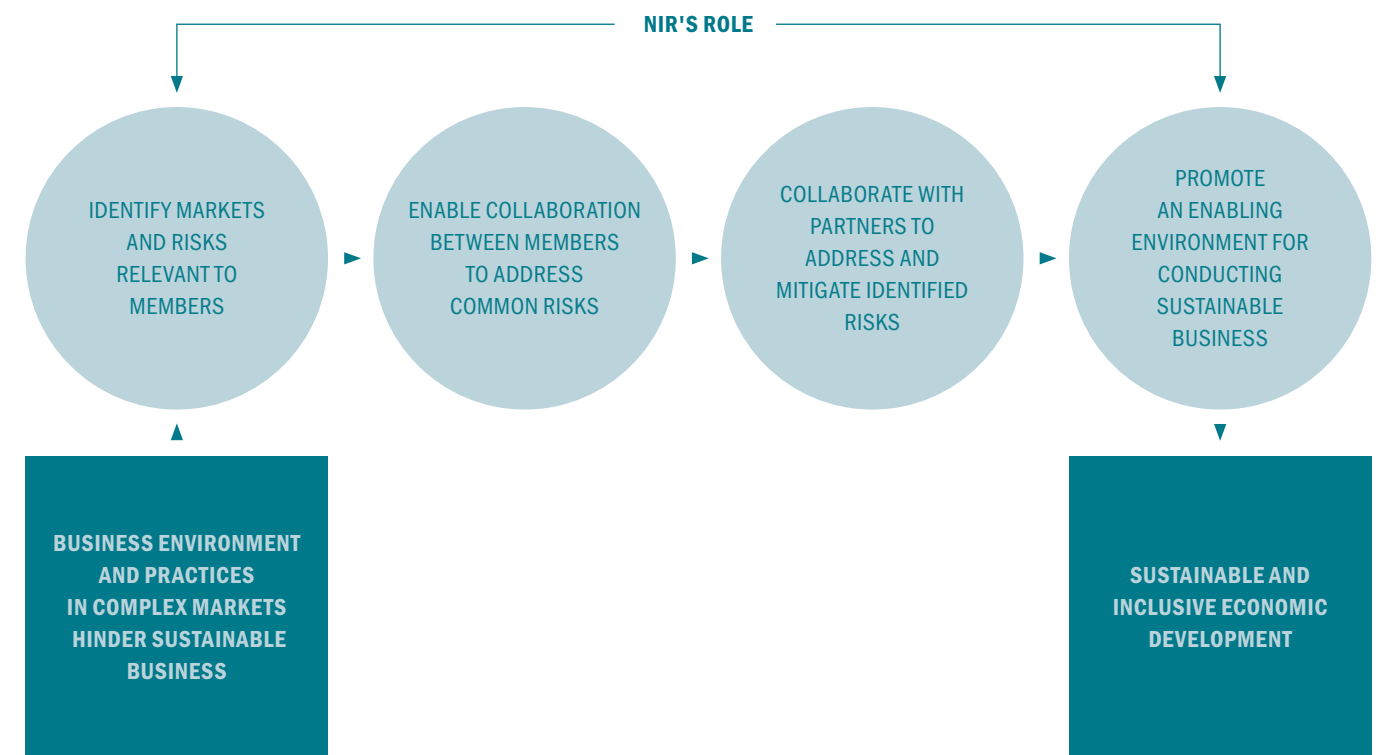 NIR'S ROLE
IDENTIFY MARKETS
AND RISKS
RELEVANT TO
MEMBERS
ENABLE COLLABORATION
BETWEEN MEMBERS
TO ADDRESS
COMMON RISKS
COLLABORATE WITH
PARTNERS TO
ADDRESS AND
MITIGATE IDENTIFIED
RISKS
PROMOTE
AN ENABLING
ENVIRONMENT FOR
CONDUCTING
SUSTAINABLE
BUSINESS
BUSINESS ENVIRONMENT
AND PRACTICES
IN COMPLEX MARKETS
HINDER SUSTAINABLE
BUSINESS
SUSTAINABLE AND
INCLUSIVE ECONOMIC
DEVELOPMENT